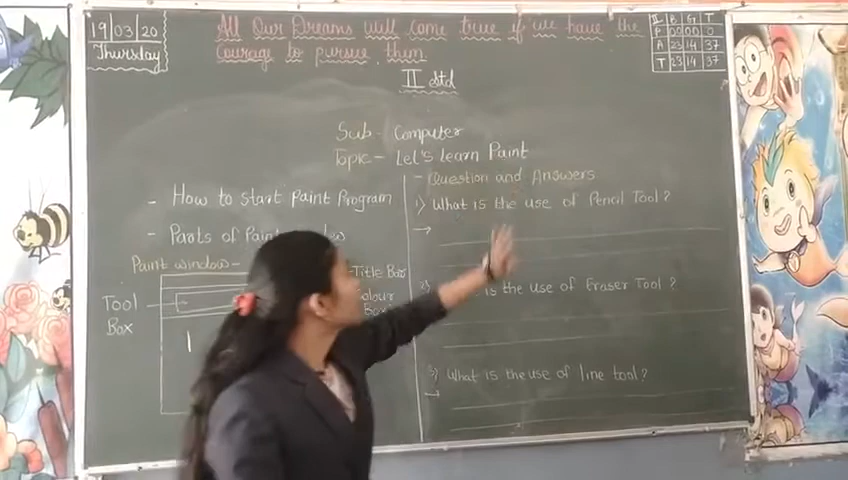 19/03/20
Thursday
All Our Dreams will come true if we have the
courage to pursue them
II std
II B G T
P 00 00 0
A 23 14 37
T 23 14 37
Sub - Computer
Topic - Let's learn Paint
- How to start Paint Program
- Parts of Paint
Paint window -
Title Bar
Tool
Box
Colour
Box
- Question and Answers
1) What is the use of Pencil Tool?
→
2) is the use of Eraser Tool?
3) What is the use of line tool?
→